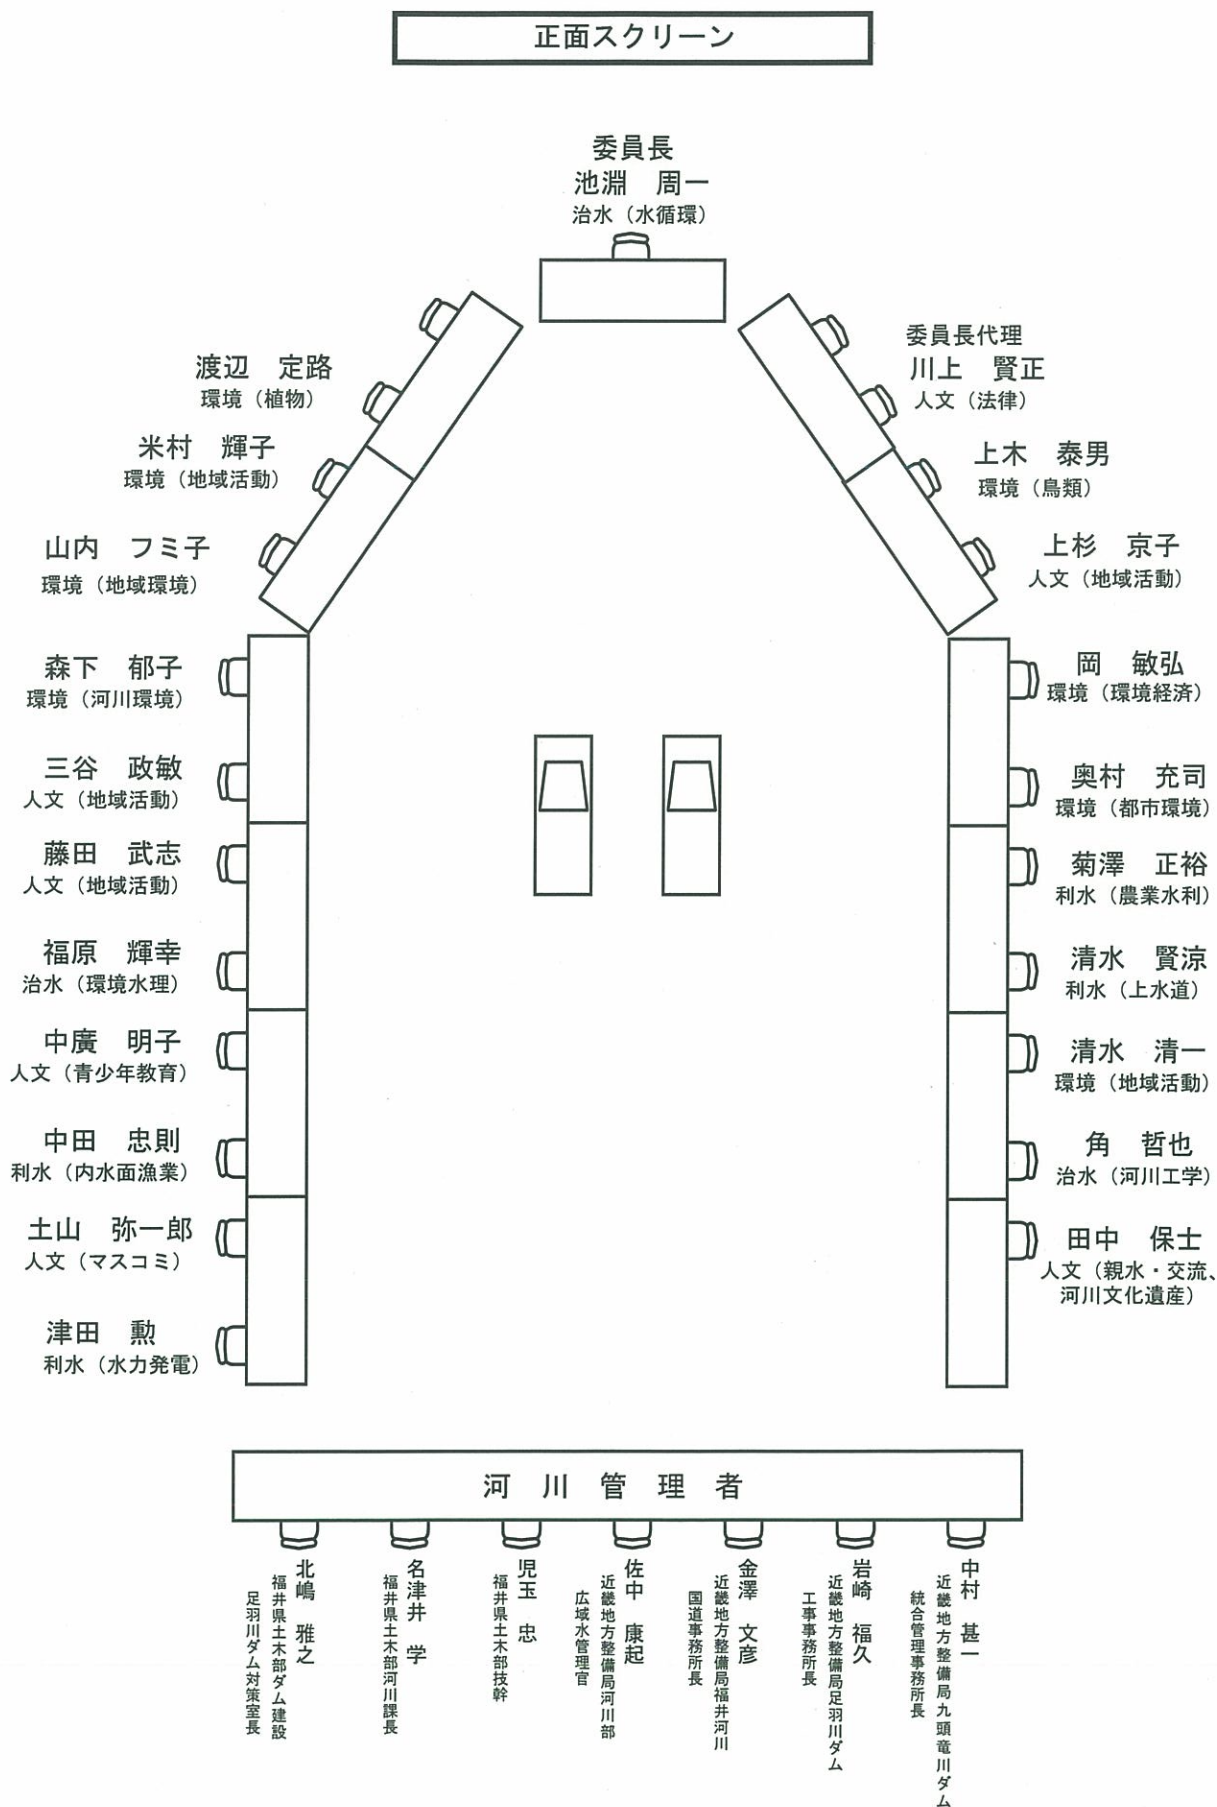 正面スクリーン
委員長
池淵　周一
治水（水循環）
渡辺　定路
環境（植物）
米村　輝子
環境（地域活動）
山内　フミ子
環境（地域環境）
森下　郁子
環境（河川環境）
三谷　政敏
人文（地域活動）
藤田　武志
人文（地域活動）
福原　輝幸
治水（環境水理）
中廣　明子
人文（青少年教育）
中田　忠則
利水（内水面漁業）
土山　弥一郎
人文（マスコミ）
津田　勲
利水（水力発電）
委員長代理
川上　賢正
人文（法律）
上木　泰男
環境（鳥類）
上杉　京子
人文（地域活動）
岡　敏弘
環境（環境経済）
奥村　充司
環境（都市環境）
菊澤　正裕
利水（農業水利）
清水　賢涼
利水（上水道）
清水　清一
環境（地域活動）
角　哲也
治水（河川工学）
田中　保士
人文（親水・交流、
河川文化遺産）
河　川　管　理　者
北嶋　雅之
福井県土木部ダム建設
足羽川ダム対策室長
名津井　学
福井県土木部河川課長
児玉　忠
福井県土木部技幹
佐中　康起
近畿地方整備局河川部
広域水管理官
金澤　文彦
近畿地方整備局福井河川
国道事務所長
岩崎　福久
近畿地方整備局足羽川ダム
工事事務所長
中村　甚一
近畿地方整備局九頭竜川ダム
統合管理事務所長